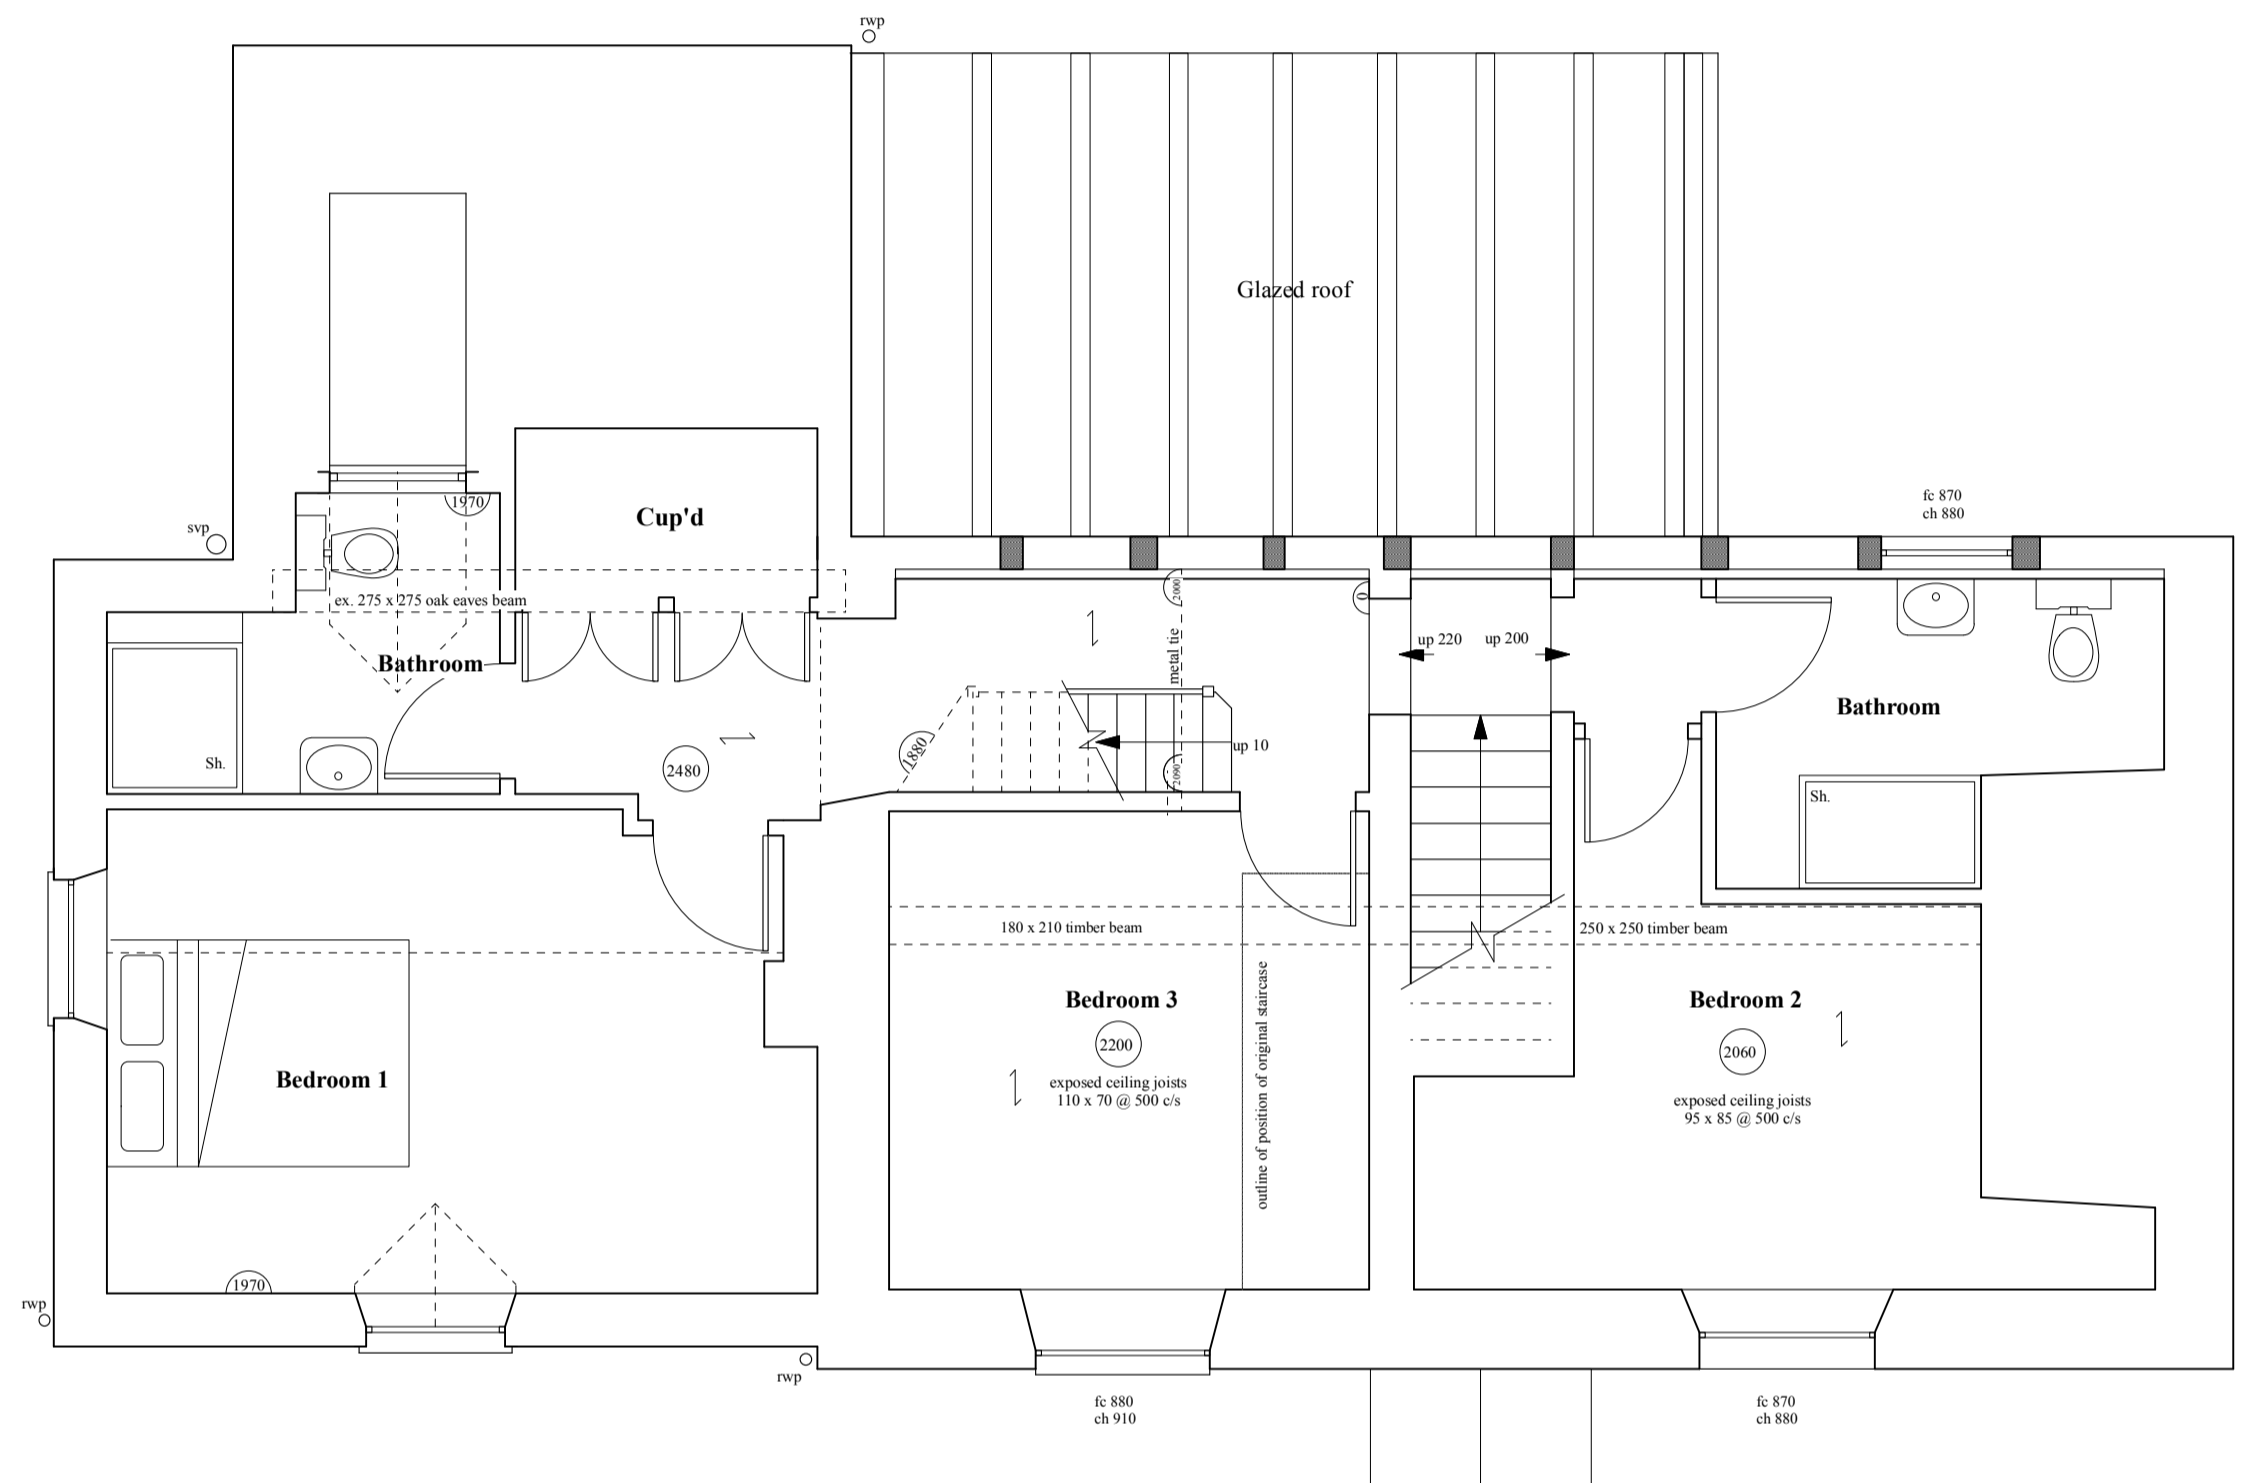 rwp
Glazed roof
fc 870
ch 880
1970
Cup'd
svp
ex. 275 x 275 oak eaves beam
2000
0
metal tie
up 220
up 200
Bathroom
Bathroom
1880
up 10
Sh.
2480
2090
Sh.
180 x 210 timber beam
250 x 250 timber beam
outline of position of original staircase
Bedroom 3
2200
exposed ceiling joists
110 x 70 @ 500 c/s
Bedroom 2
2060
exposed ceiling joists
95 x 85 @ 500 c/s
Bedroom 1
1970
rwp
rwp
fc 880
ch 910
fc 870
ch 880